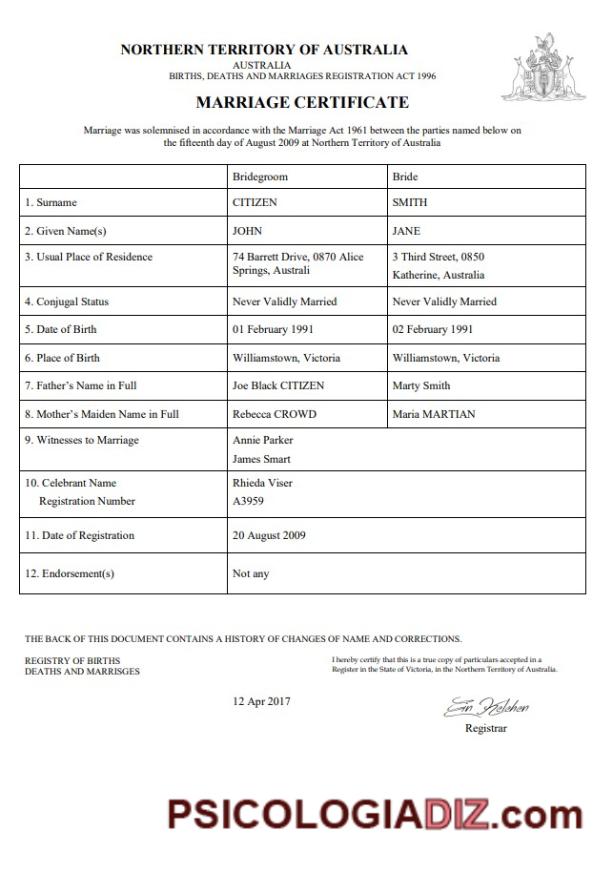 NORTHERN TERRITORY OF AUSTRALIA
AUSTRALIA
BIRTHS, DEATHS AND MARRIAGES REGISTRATION ACT 1996
MARRIAGE CERTIFICATE
Marriage was solemnised in accordance with the Marriage Act 1961 between the parties named below on
the fifteenth day of August 2009 at Northern Territory of Australia
Bridegroom Bride
1. Surname CITIZEN SMITH
2. Given Name(s) JOHN JANE
3. Usual Place of Residence 74 Barrett Drive, 0870 Alice 3 Third Street, 0850
Springs, Australi Katherine, Australia
4. Conjugal Status Never Validly Married Never Validly Married
5. Date of Birth 01 February 1991 02 February 1991
6. Place of Birth Williamstown, Victoria Williamstown, Victoria
7. Father's Name in Full Joe Black CITIZEN Marty Smith
8. Mother's Maiden Name in Full Rebecca CROWD Maria MARTIAN
9. Witnesses to Marriage Annie Parker
James Smart
10. Celebrant Name Rhieda Viser
Registration Number A3959
11. Date of Registration 20 August 2009
12. Endorsement(s) Not any
THE BACK OF THIS DOCUMENT CONTAINS A HISTORY OF CHANGES OF NAME AND CORRECTIONS.
REGISTRY OF BIRTHS I hereby certify that this is a true copy of particulars accepted in a
DEATHS AND MARRISGES Register in the State of Victoria, in the Northern Territory of Australia.
12 Apr 2017
Registrar
PSICOLOGIADIZ.com